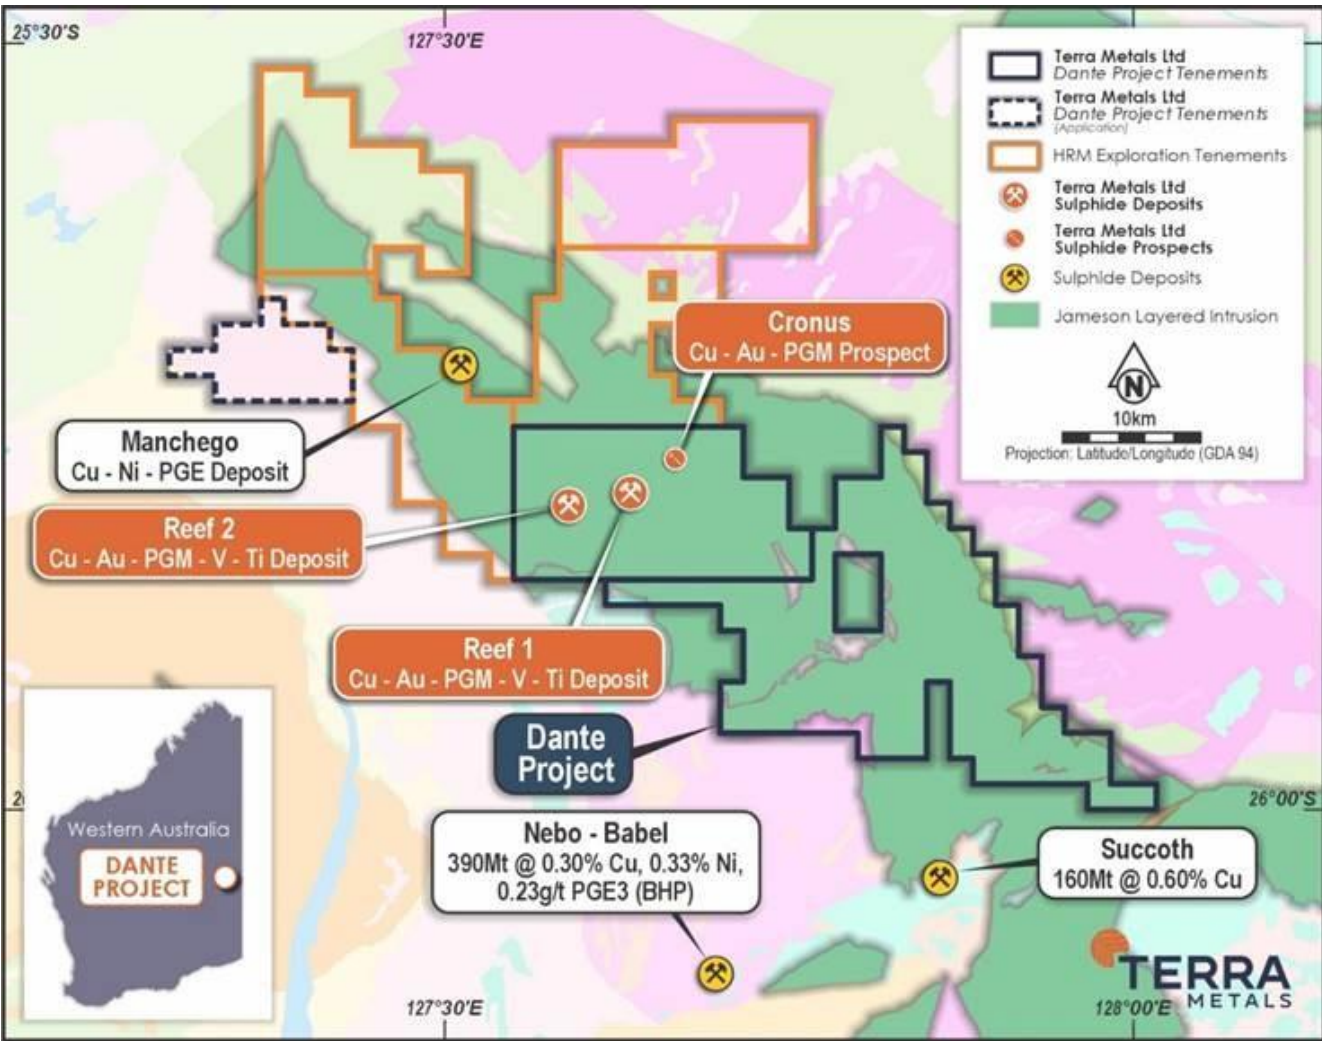 25°30'S
127°30'E
Terra Metals Ltd
Dante Project Tenements
Terra Metals Ltd
Dante Project Tenements
(Application)
HRM Exploration Tenements
Terra Metals Ltd
Sulphide Deposits
Terra Metals Ltd
Sulphide Prospects
Sulphide Deposits
Jameson Layered Intrusion
N
10km
Projection: Latitude/Longitude (GDA 94)
Cronus
Cu - Au - PGM Prospect
Manchego
Cu - Ni - PGE Deposit
Reef 2
Cu - Au - PGM - V - Ti Deposit
Reef 1
Cu - Au - PGM - V - Ti Deposit
Dante
Project
26°00'S
Western Australia
DANTE
PROJECT
Nebo - Babel
390Mt @ 0.30% Cu, 0.33% Ni,
0.23g/t PGE3 (BHP)
Succoth
160Mt @ 0.60% Cu
TERRA
METALS
127°30'E
128°00'E